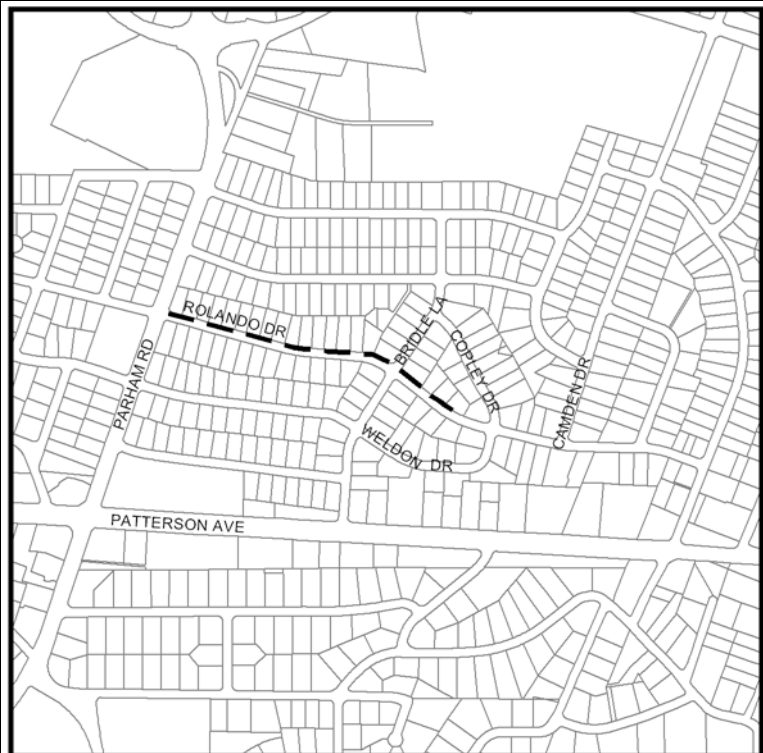 ROLANDO DR
BRIDLE LA
COPLEY DR
PARHAM RD
CAMDEN DR
WELDON DR
PATTERSON AVE